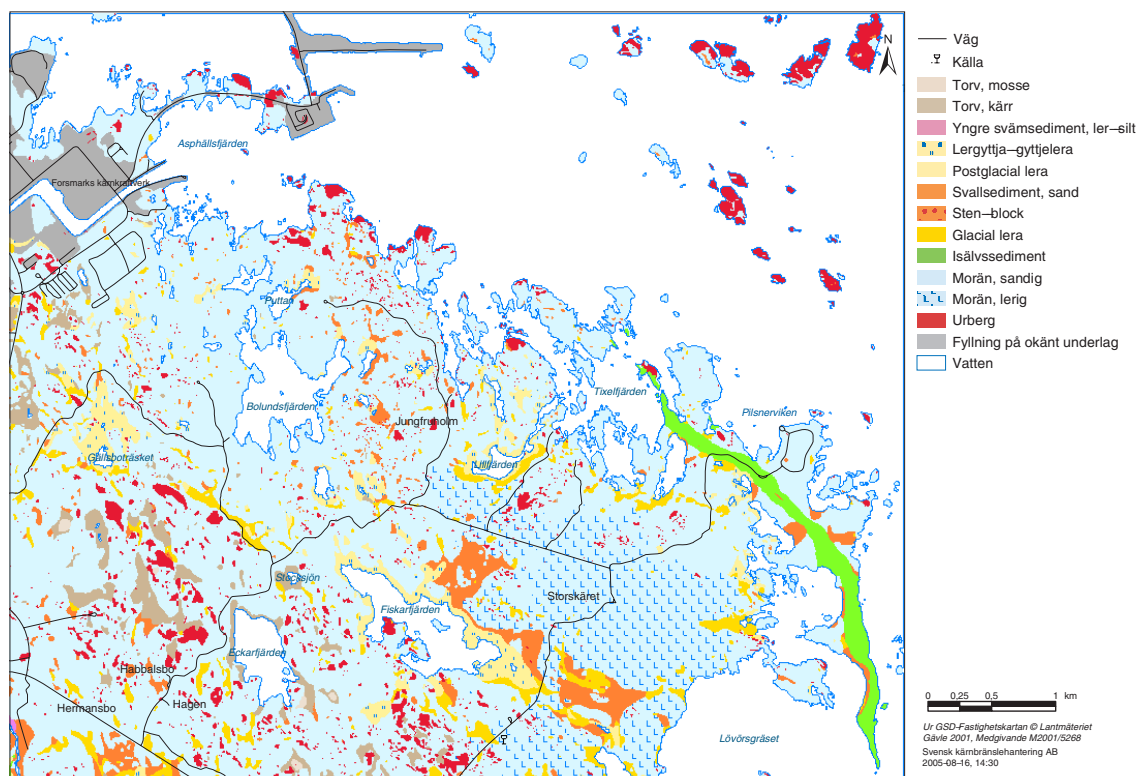 N
Asphällsfjärden
Forsmarks kärnkraftverk
Puttan
Bolundsfjärden
Jungfruholm
Tixelfjärden
Pilsnerviken
Gällsboträsket
Lillfjärden
Stocksjön
Storskäret
Fiskarfjärden
Eckarfjärden
Habbalsbo
Hermansbo
Hagen
Lövörsgräset
Väg
Källa
Torv, mosse
Torv, kärr
Yngre svämsediment, ler–silt
Lergyttja–gyttjelera
Postglacial lera
Svallsediment, sand
Sten–block
Glacial lera
Isälvssediment
Morän, sandig
Morän, lerig
Urberg
Fyllning på okänt underlag
Vatten
0 0,25 0,5 1 km
Ur GSD-Fastighetskartan © Lantmäteriet
Gävle 2001, Medgivande M2001/5268
Svensk kärnbränslehantering AB
2005-08-16, 14:30